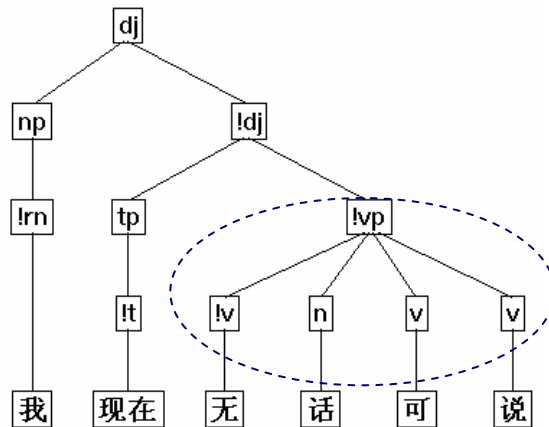 dj
np !dj
!rn tp !vp
!t !v n v v
我 现在 无 话 可 说